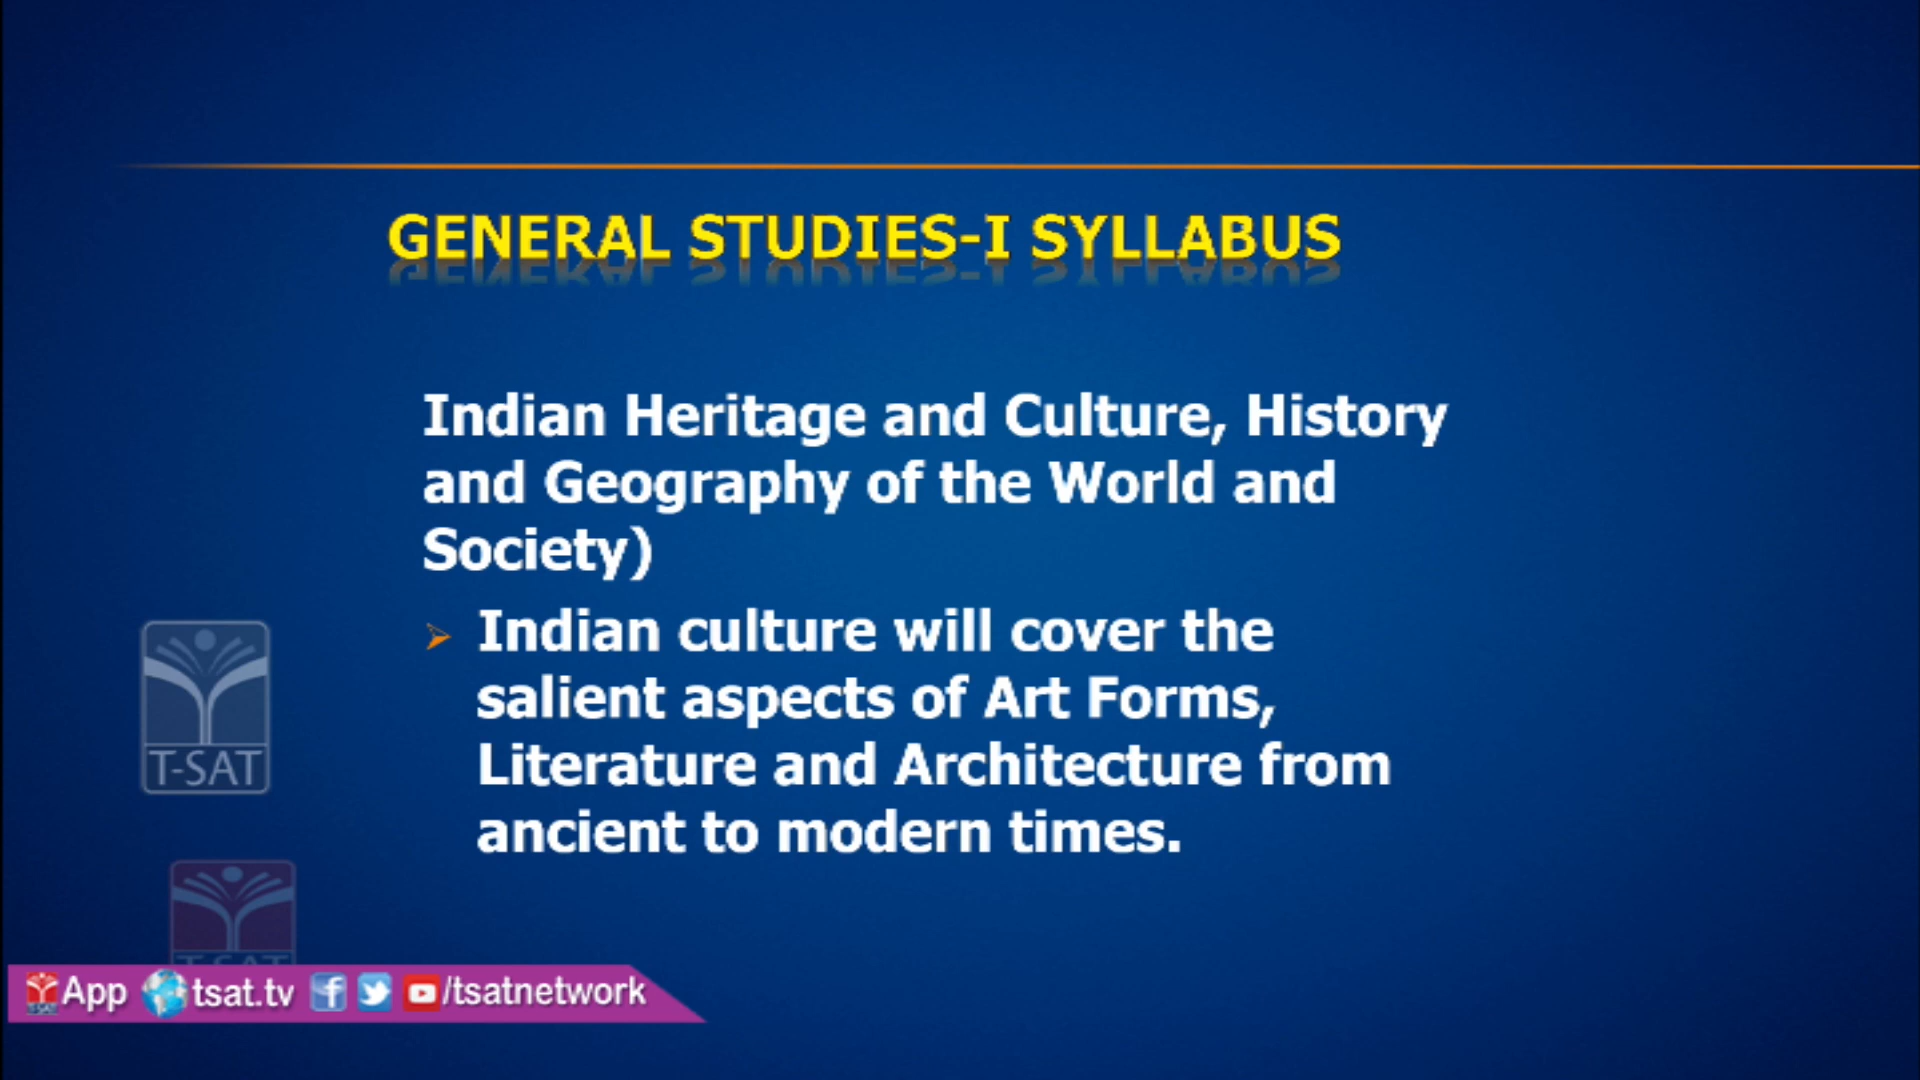 GENERAL STUDIES-I SYLLABUS
Indian Heritage and Culture, History
and Geography of the World and
Society)
➢ Indian culture will cover the
salient aspects of Art Forms,
Literature and Architecture from
ancient to modern times.
T-SAT
T-SAT
T-SAT App tsat.tv /tsatnetwork